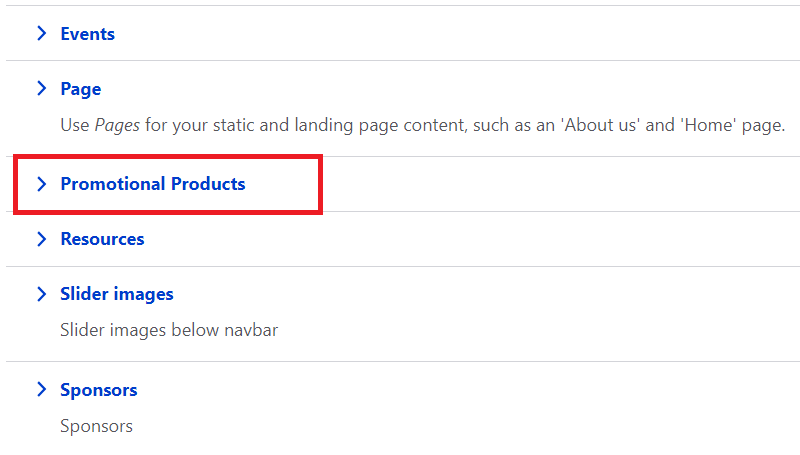 Events
Page
Use Pages for your static and landing page content, such as an 'About us' and 'Home' page.
Promotional Products
Resources
Slider images
Slider images below navbar
Sponsors
Sponsors